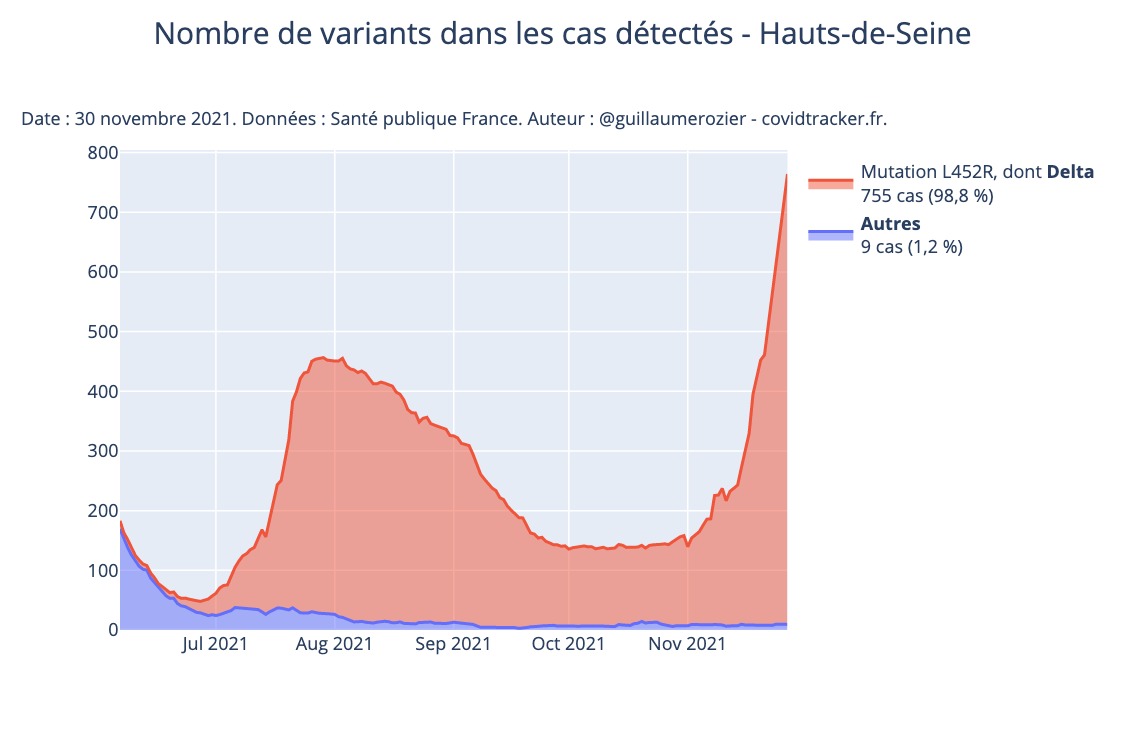 Nombre de variants dans les cas détectés - Hauts-de-Seine
Date : 30 novembre 2021. Données : Santé publique France. Auteur : @guillaumerozier - covidtracker.fr.
800
700
600
500
400
300
200
100
0
Jul 2021
Aug 2021
Sep 2021
Oct 2021
Nov 2021
Mutation L452R, dont Delta
755 cas (98,8 %)
Autres
9 cas (1,2 %)